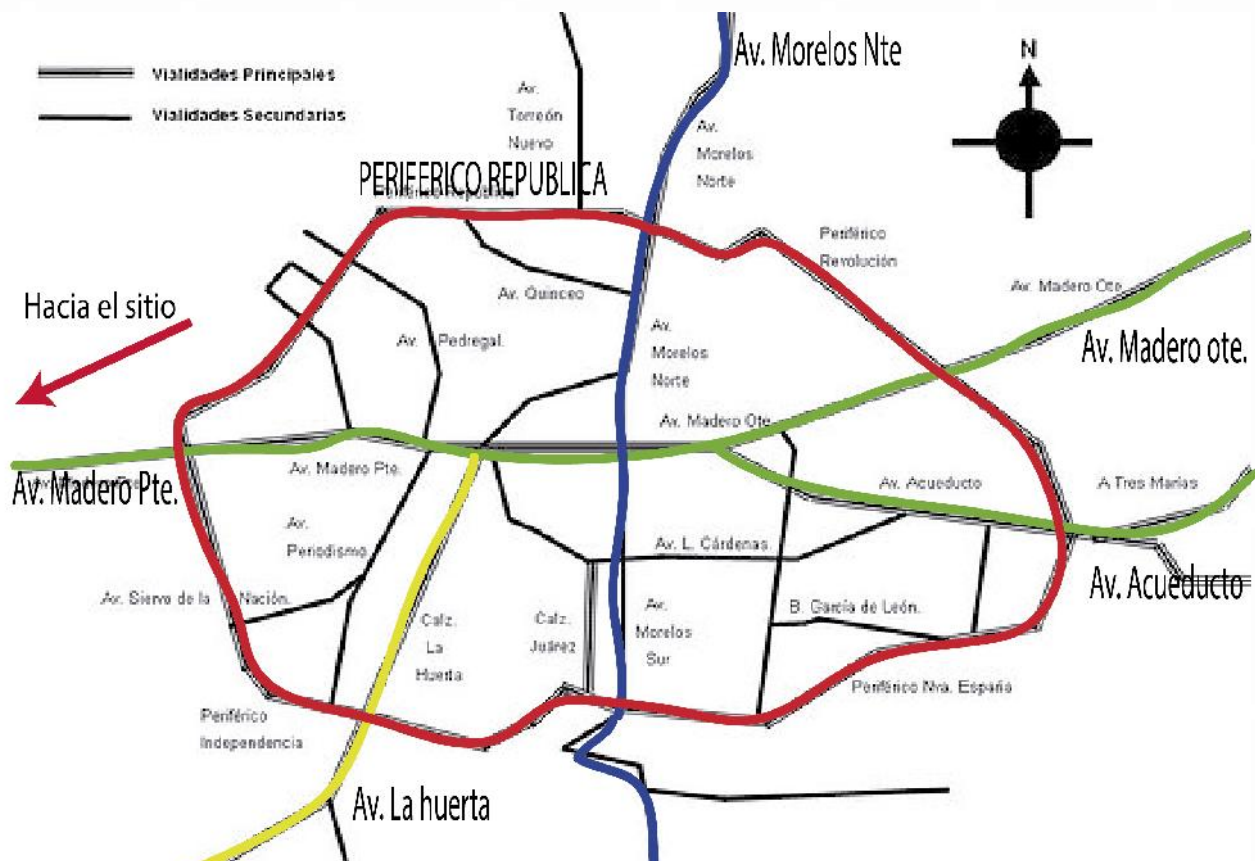 Av. Morelos Nte
N
Vialidades Principales
Vialidades Secundarias
Av.
Torreón
Nuevo
Av.
Morelos
Norte
PERIFERICO REPUBLICA
Periférico República
Periférico
Revolución
Av. Madero Ote.
Hacia el sitio
Av. Quinceo
Av. Pedregal.
Av.
Morelos
Norte
Av. Madero ote.
Av. Madero Ote.
Av. Madero Pte.
Av. Madero Pte.
Av. Acueducto
A Tres Marías
Av.
Periodismo
Av. L. Cárdenas
Av. Acueducto
Av. Siervo de la Nación.
Calz.
La
Huerta
Calz.
Juárez
Av.
Morelos
Sur
B. García de León.
Periférico Nva. España
Periférico
Independencia
Av. La huerta